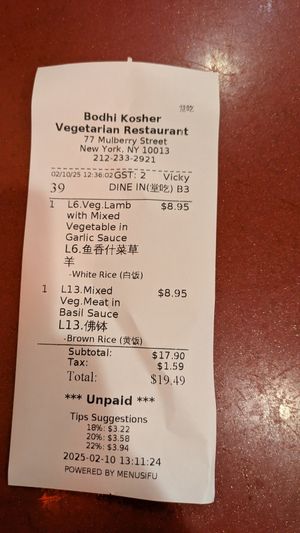 堂吃
Bodhi Kosher
Vegetarian Restaurant
77 Mulberry Street
New York, NY 10013
212-233-2921
02/10/25 12:36:02 GST: 2 Vicky
39 DINE IN(堂吃) B3
1 L6.Veg.Lamb $8.95
with Mixed
Vegetable in
Garlic Sauce
L6.鱼香什菜草
羊
-White Rice (白饭)
1 L13.Mixed $8.95
Veg.Meat in
Basil Sauce
L13.佛钵
-Brown Rice (黄饭)
Subtotal: $17.90
Tax: $1.59
Total: $19.49
*** Unpaid ***
Tips Suggestions
18%: $3.22
20%: $3.58
22%: $3.94
2025-02-10 13:11:24
POWERED BY MENUSIFU